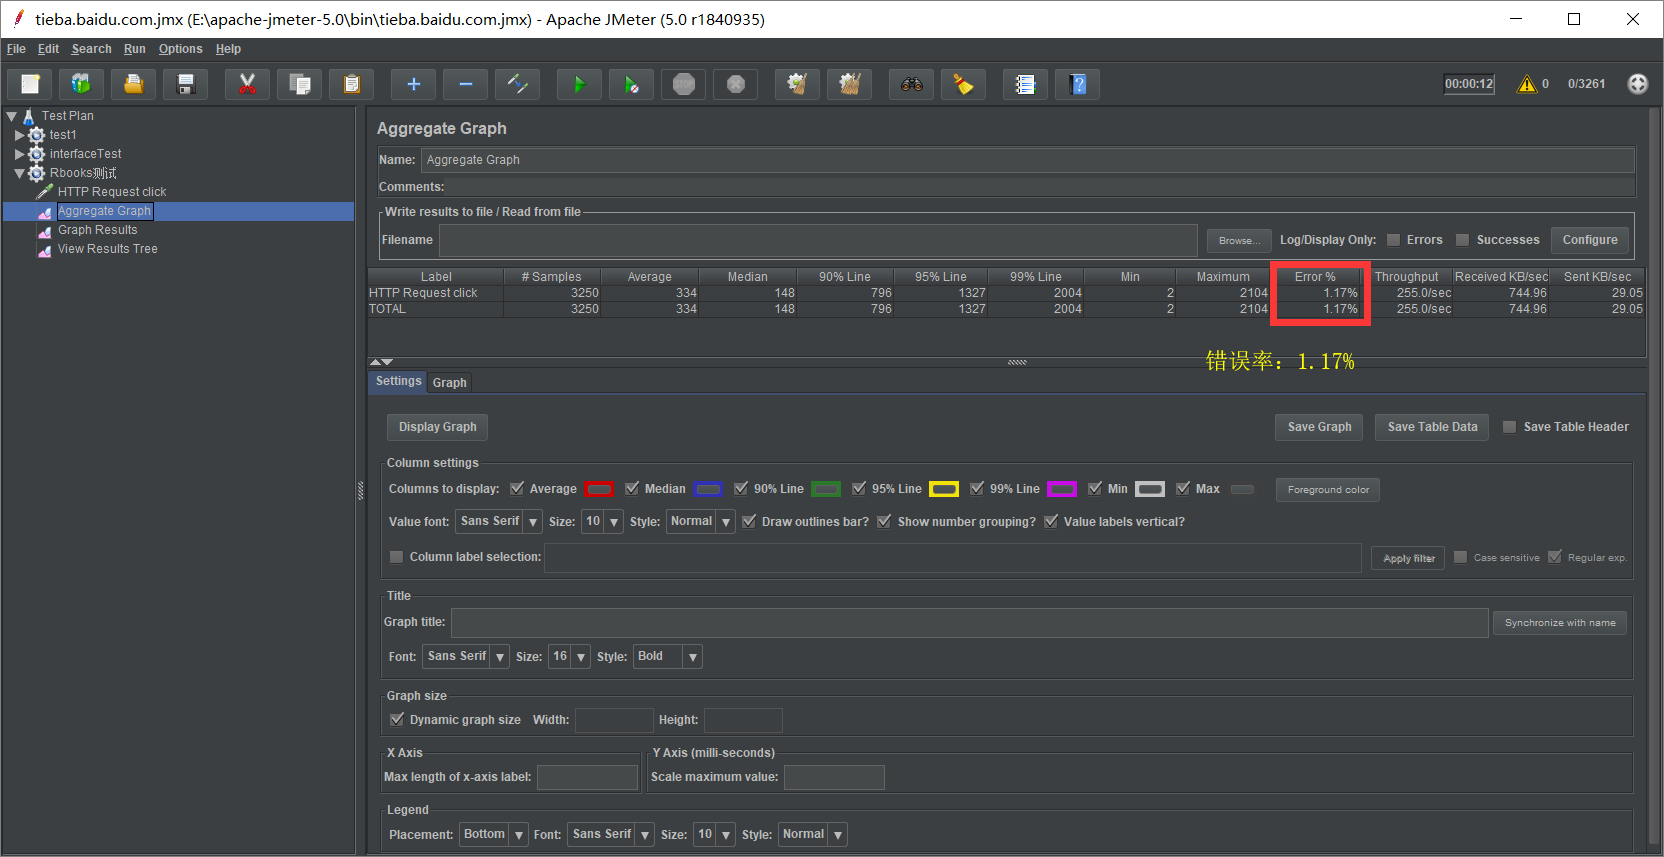 tieba.baidu.com.jmx (E:\apache-jmeter-5.0\bin\tieba.baidu.com.jmx) - Apache JMeter (5.0 r1840935)
File Edit Search Run Options Help
00:00:12 0 0/3261
Test Plan
test1
interfaceTest
Rbooks测试
HTTP Request click
Aggregate Graph
Graph Results
View Results Tree
Aggregate Graph
Name: Aggregate Graph
Comments:
Write results to file / Read from file
Filename Browse... Log/Display Only: Errors Successes Configure
Label # Samples Average Median 90% Line 95% Line 99% Line Min Maximum Error % Throughput Received KB/sec Sent KB/sec
HTTP Request click 3250 334 148 796 1327 2004 2 2104 1.17% 255.0/sec 744.96 29.05
TOTAL 3250 334 148 796 1327 2004 2 2104 1.17% 255.0/sec 744.96 29.05
错误率：1.17%
Settings Graph
Display Graph Save Graph Save Table Data Save Table Header
Column settings
Columns to display: Average Median 90% Line 95% Line 99% Line Min Max Foreground color
Value font: Sans Serif Size: 10 Style: Normal Draw outlines bar? Show number grouping? Value labels vertical?
Column label selection: Apply filter Case sensitive Regular exp.
Title
Graph title: Synchronize with name
Font: Sans Serif Size: 16 Style: Bold
Graph size
Dynamic graph size Width: Height:
X Axis Y Axis (milli-seconds)
Max length of x-axis label: Scale maximum value:
Legend
Placement: Bottom Font: Sans Serif Size: 10 Style: Normal